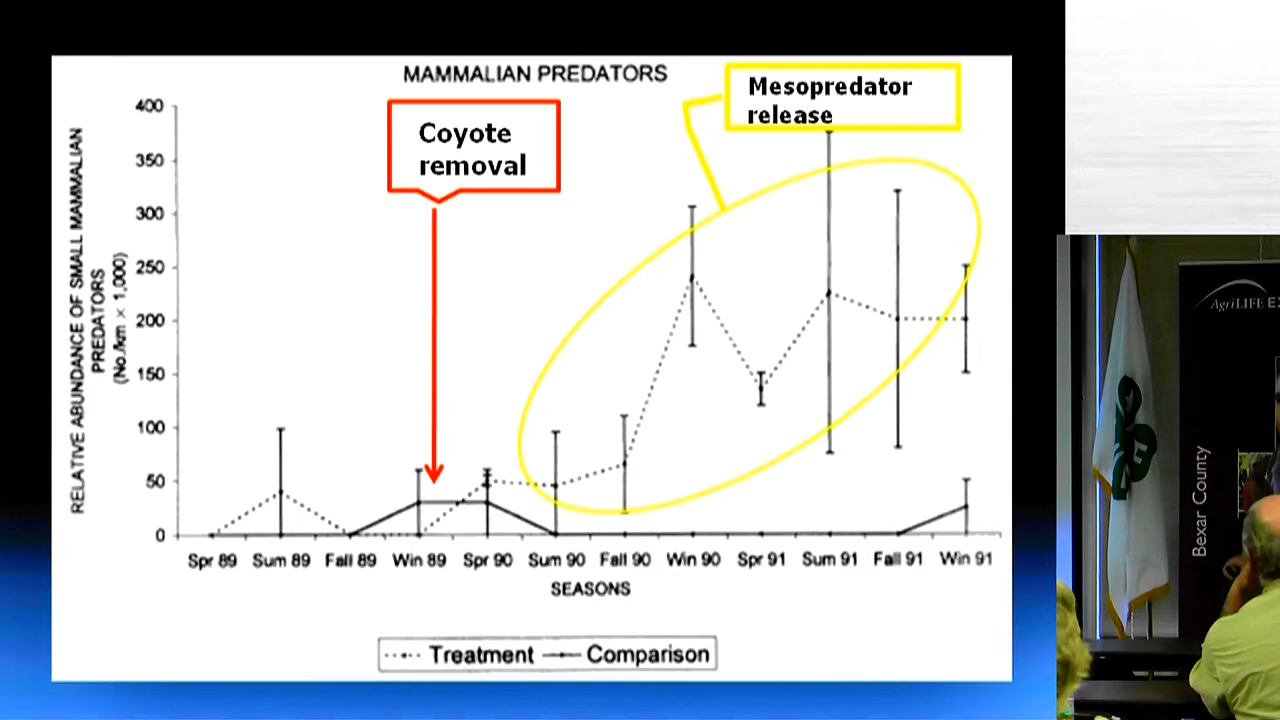 MAMMALIAN PREDATORS
Mesopredator
release
Coyote
removal
RELATIVE ABUNDANCE OF SMALL MAMMALIAN
PREDATORS
(No./km × 1,000)
400
350
300
250
200
150
100
50
0
Spr 89 Sum 89 Fall 89 Win 89 Spr 90 Sum 90 Fall 90 Win 90 Spr 91 Sum 91 Fall 91 Win 91
SEASONS
Treatment Comparison
AgriLIFE EX
Bexar County